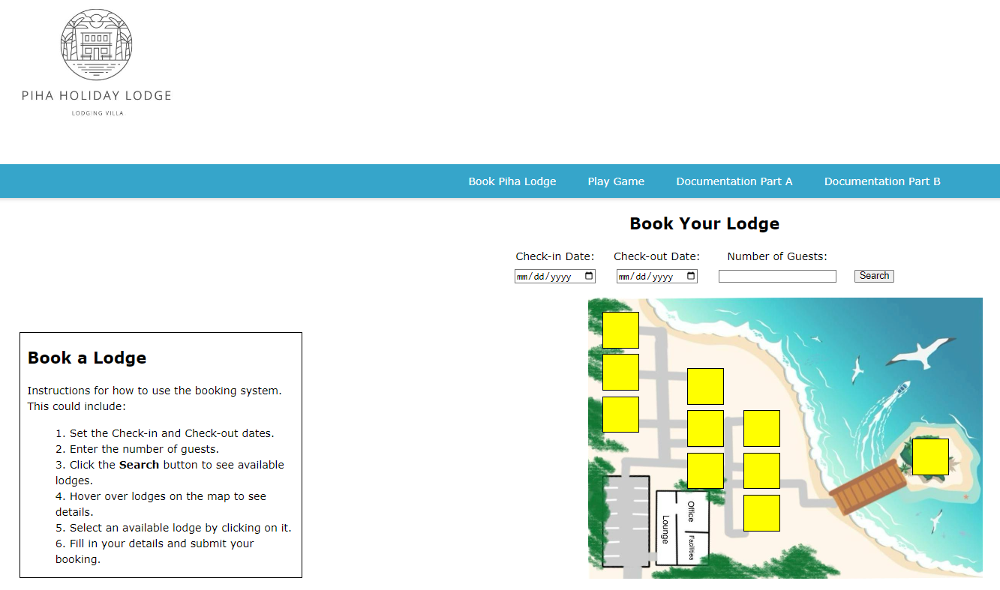 PIHA HOLIDAY LODGE
LODGING VILLA
Book Piha Lodge Play Game Documentation Part A Documentation Part B
Book Your Lodge
Check-in Date: Check-out Date: Number of Guests:
mm/dd/yyyy mm/dd/yyyy Search
Book a Lodge
Instructions for how to use the booking system.
This could include:
1. Set the Check-in and Check-out dates.
2. Enter the number of guests.
3. Click the Search button to see available
lodges.
4. Hover over lodges on the map to see
details.
5. Select an available lodge by clicking on it.
6. Fill in your details and submit your
booking.
Lounge
Office
Facilities